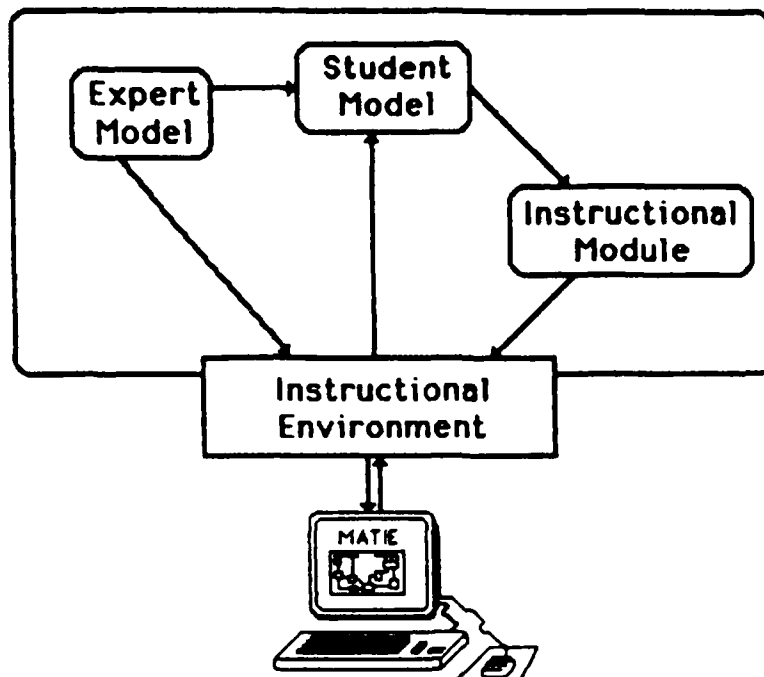 Expert
Model
Student
Model
Instructional
Module
Instructional
Environment
MATIE